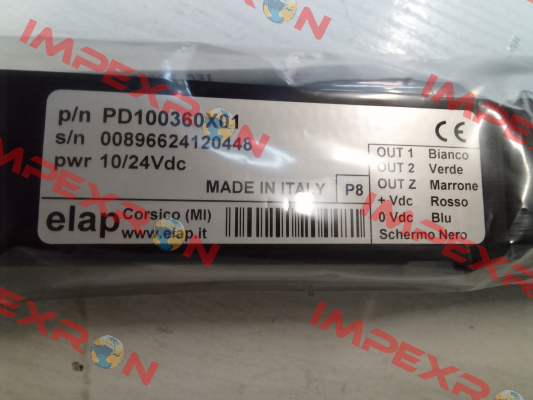 IMPEXRON
IMPEXRON
p/n PD100360X01
s/n 00896624120448
pwr 10/24Vdc
CE
OUT 1 Bianco
OUT 2 Verde
OUT Z Marrone
+ Vdc Rosso
0 Vdc Blu
Schermo Nero
MADE IN ITALY P8
elap Corsico (MI)
www.elap.it
IMPEXRON
IMPEXRON
IMPEXRON